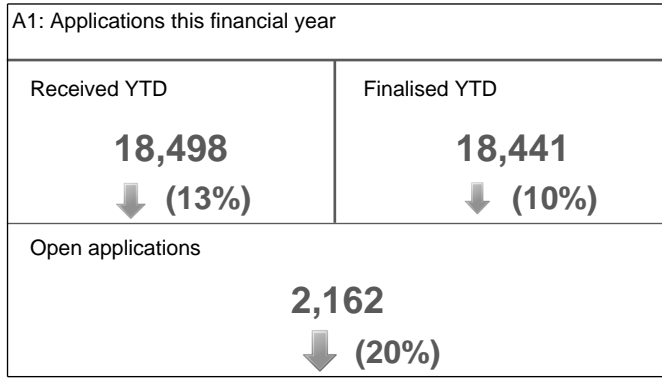 A1: Applications this financial year
Received YTD
18,498
(13%)
Finalised YTD
18,441
(10%)
Open applications
2,162
(20%)